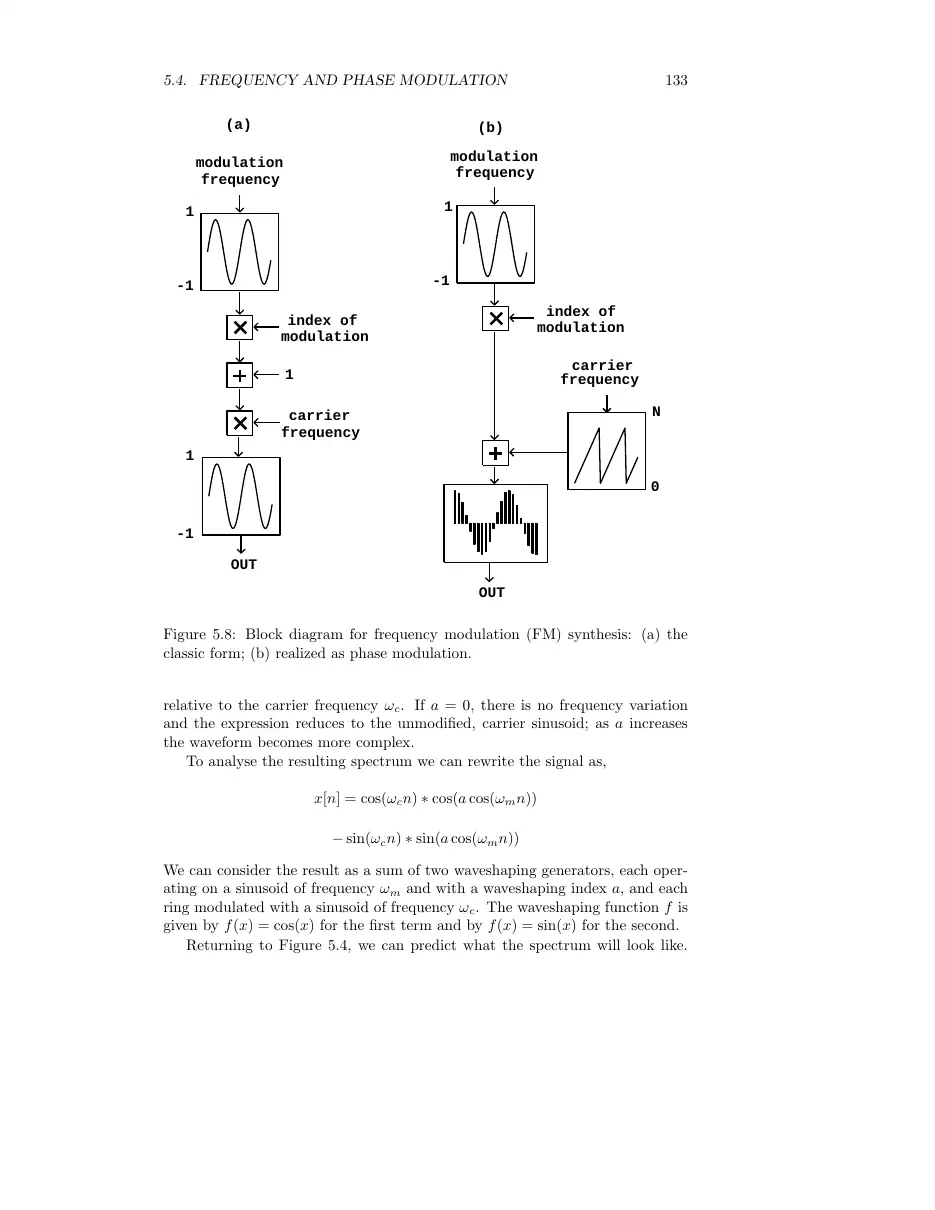 5.4. FREQUENCY AND PHASE MODULATION 133
(a)
modulation
frequency
1
-1
×
index of
modulation
+
1
×
carrier
frequency
1
-1
OUT
(b)
modulation
frequency
1
-1
×
index of
modulation
carrier
frequency
N
0
+
OUT
Figure 5.8: Block diagram for frequency modulation (FM) synthesis: (a) the
classic form; (b) realized as phase modulation.
relative to the carrier frequency ω_c. If a = 0, there is no frequency variation
and the expression reduces to the unmodified, carrier sinusoid; as a increases
the waveform becomes more complex.
To analyse the resulting spectrum we can rewrite the signal as,
x[n] = cos(ω_c n) ∗ cos(a cos(ω_m n))
− sin(ω_c n) ∗ sin(a cos(ω_m n))
We can consider the result as a sum of two waveshaping generators, each oper-
ating on a sinusoid of frequency ω_m and with a waveshaping index a, and each
ring modulated with a sinusoid of frequency ω_c. The waveshaping function f is
given by f(x) = cos(x) for the first term and by f(x) = sin(x) for the second.
Returning to Figure 5.4, we can predict what the spectrum will look like.